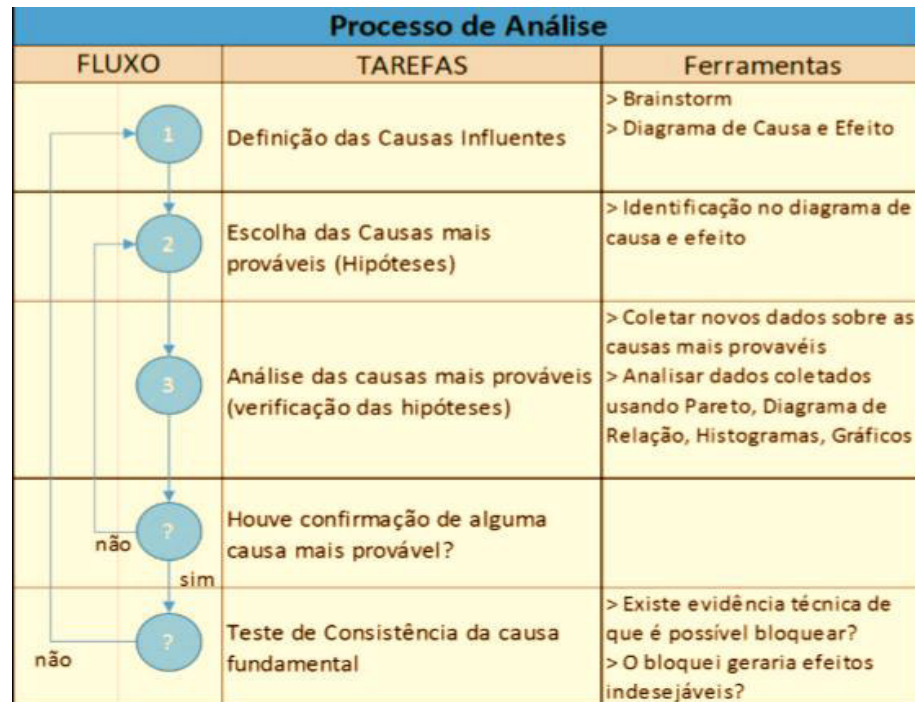 Processo de Análise
FLUXO
TAREFAS
Ferramentas
1
Definição das Causas Influentes
> Brainstorm
> Diagrama de Causa e Efeito
2
Escolha das Causas mais
prováveis (Hipóteses)
> Identificação no diagrama de
causa e efeito
3
Análise das causas mais prováveis
(verificação das hipóteses)
> Coletar novos dados sobre as
causas mais provavéis
> Analisar dados coletados
usando Pareto, Diagrama de
Relação, Histogramas, Gráficos
?
não
sim
Houve confirmação de alguma
causa mais provável?
?
não
Teste de Consistência da causa
fundamental
> Existe evidência técnica de
que é possível bloquear?
> O bloquei geraria efeitos
indesejáveis?